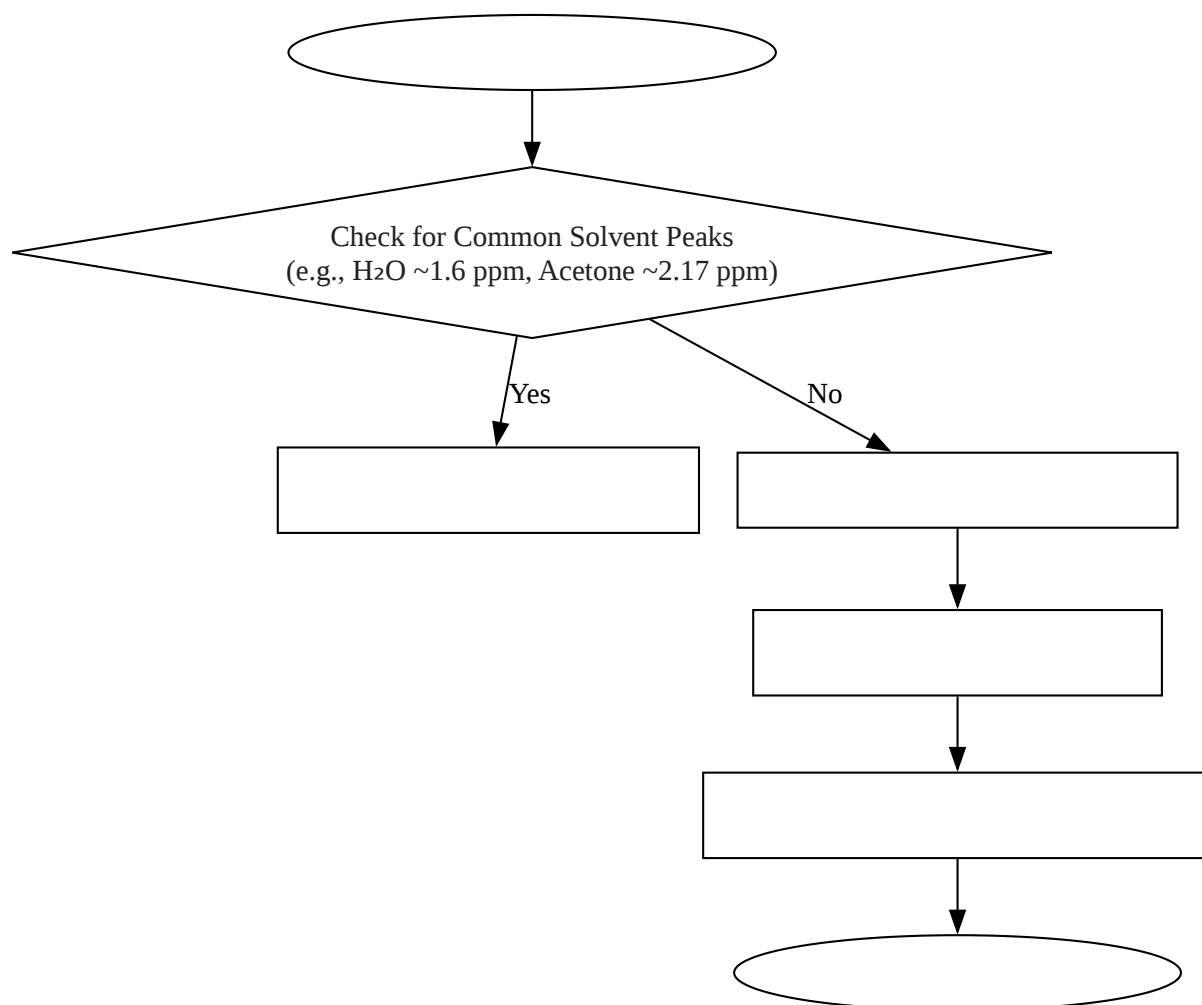 Check for Common Solvent Peaks
(e.g., H₂O ~1.6 ppm, Acetone ~2.17 ppm)
Yes
No